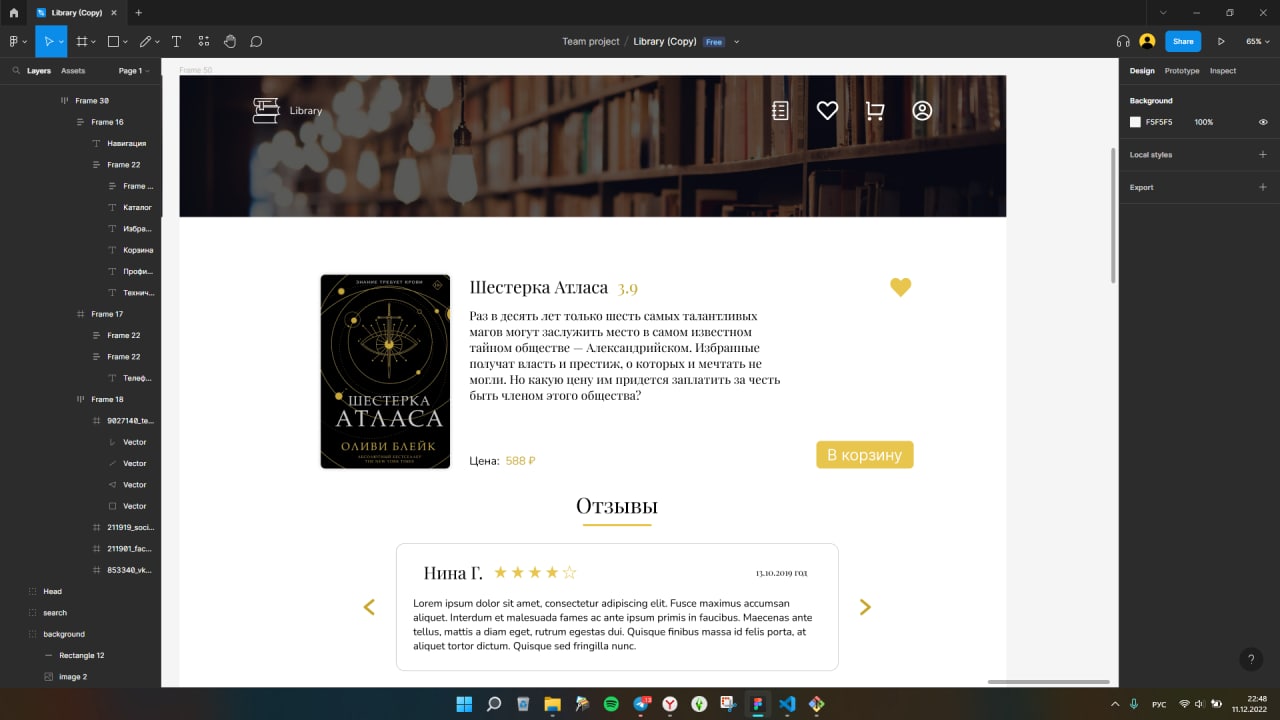 Library (Copy)
Team project / Library (Copy) Free
Share
65%
Layers
Assets
Page 1
Design
Prototype
Inspect
Frame 30
Frame 16
Навигация
Frame 22
Frame ...
Каталог
Избра...
Корзина
Профи...
Технич...
Frame 17
Frame 22
Frame 22
Телеф...
Frame 18
9027140_te...
Vector
Vector
Vector
Vector
211919_soci...
211901_fac...
853340_vk...
Head
search
background
Rectangle 12
image 2
Frame 50
Library
ЗНАНИЕ ТРЕБУЕТ КРОВИ
ШЕСТЕРКА
АТЛАСА
ОЛИВИ БЛЕЙК
АБСОЛЮТНЫЙ БЕСТСЕЛЛЕР
THE NEW YORK TIMES
Шестерка Атласа 3.9
Раз в десять лет только шесть самых талантливых
магов могут заслужить место в самом известном
тайном обществе — Александрийском. Избранные
получат власть и престиж, о которых и мечтать не
могли. Но какую цену им придется заплатить за честь
быть членом этого общества?
Цена: 588 ₽
В корзину
Отзывы
Нина Г.
13.10.2019 год
Lorem ipsum dolor sit amet, consectetur adipiscing elit. Fusce maximus accumsan
aliquet. Interdum et malesuada fames ac ante ipsum primis in faucibus. Maecenas ante
tellus, mattis a diam eget, rutrum egestas dui. Quisque finibus massa id felis porta, at
aliquet tortor dictum. Quisque sed fringilla nunc.
Background
F5F5F5 100%
Local styles
Export
?
РУС
22:48
11.12.2022